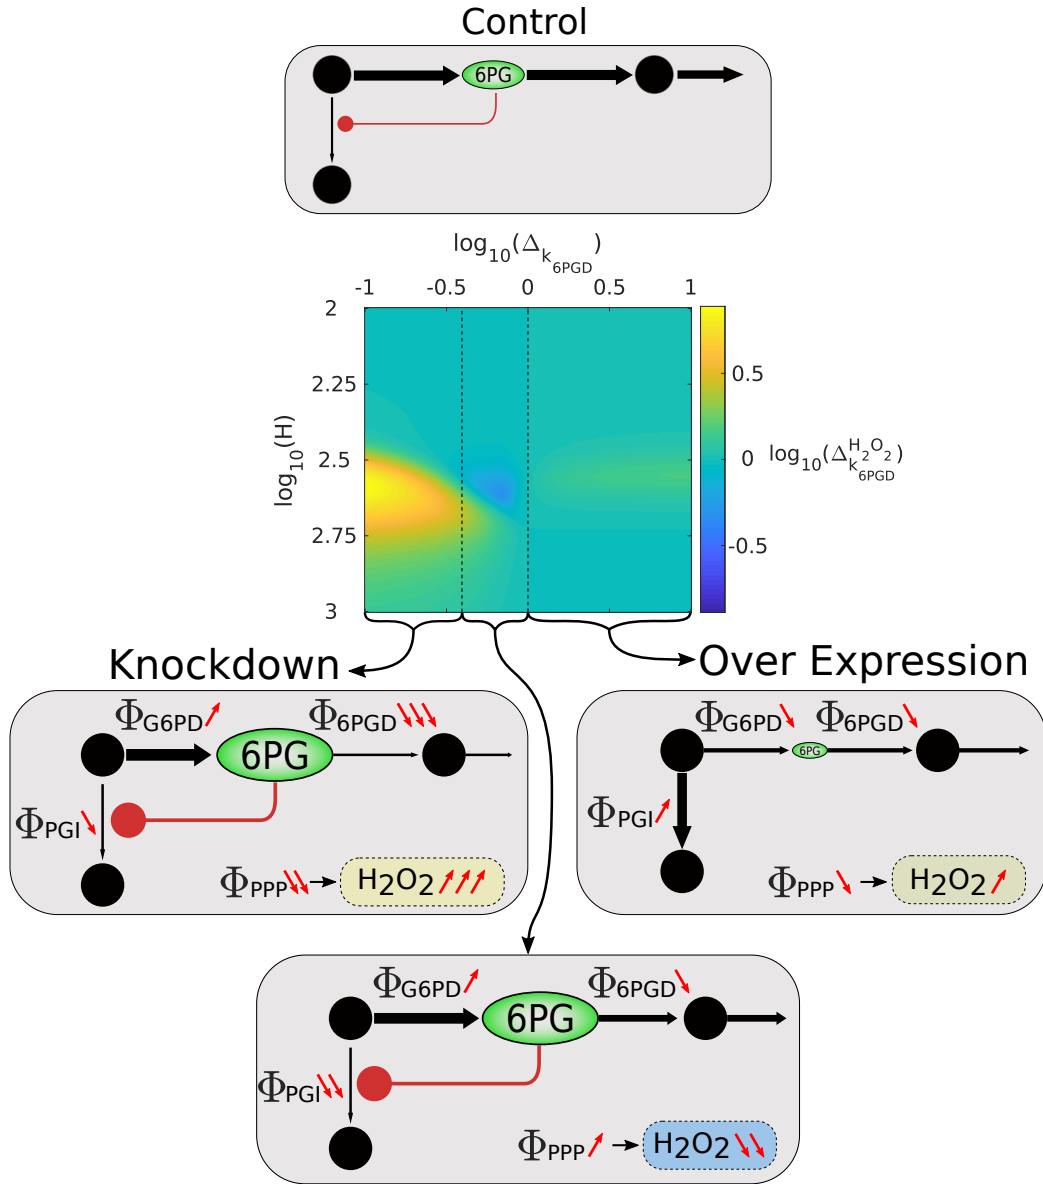 Control
6PG
log10(Δk6PGD)
-1 -0.5 0 0.5 1
2
2.25
2.5
2.75
3
log10(H)
0.5
0
-0.5
log10(ΔH2O2k6PGD)
Knockdown
Over Expression
ΦG6PD Φ6PGD
6PG
ΦPGI
ΦPPP → H2O2
ΦG6PD Φ6PGD
6PG
ΦPGI
ΦPPP → H2O2
ΦG6PD Φ6PGD
6PG
ΦPGI
ΦPPP → H2O2